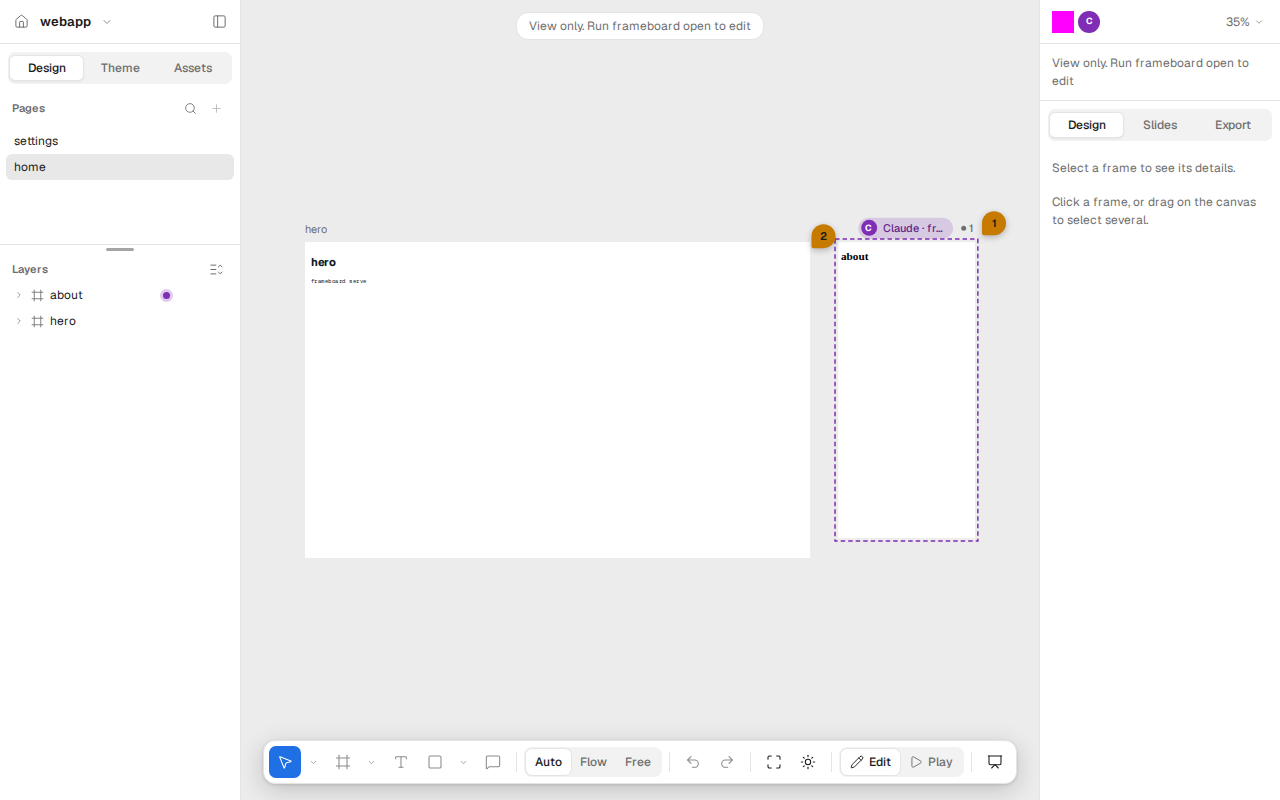 webapp
View only. Run frameboard open to edit
C
35%
View only. Run frameboard open to
edit
Design
Theme
Assets
Design
Slides
Export
Pages
settings
home
Select a frame to see its details.
Click a frame, or drag on the canvas
to select several.
Layers
about
hero
hero
2
C
Claude · fr…
1
1
hero
frameboard serve
about
Auto
Flow
Free
Edit
Play